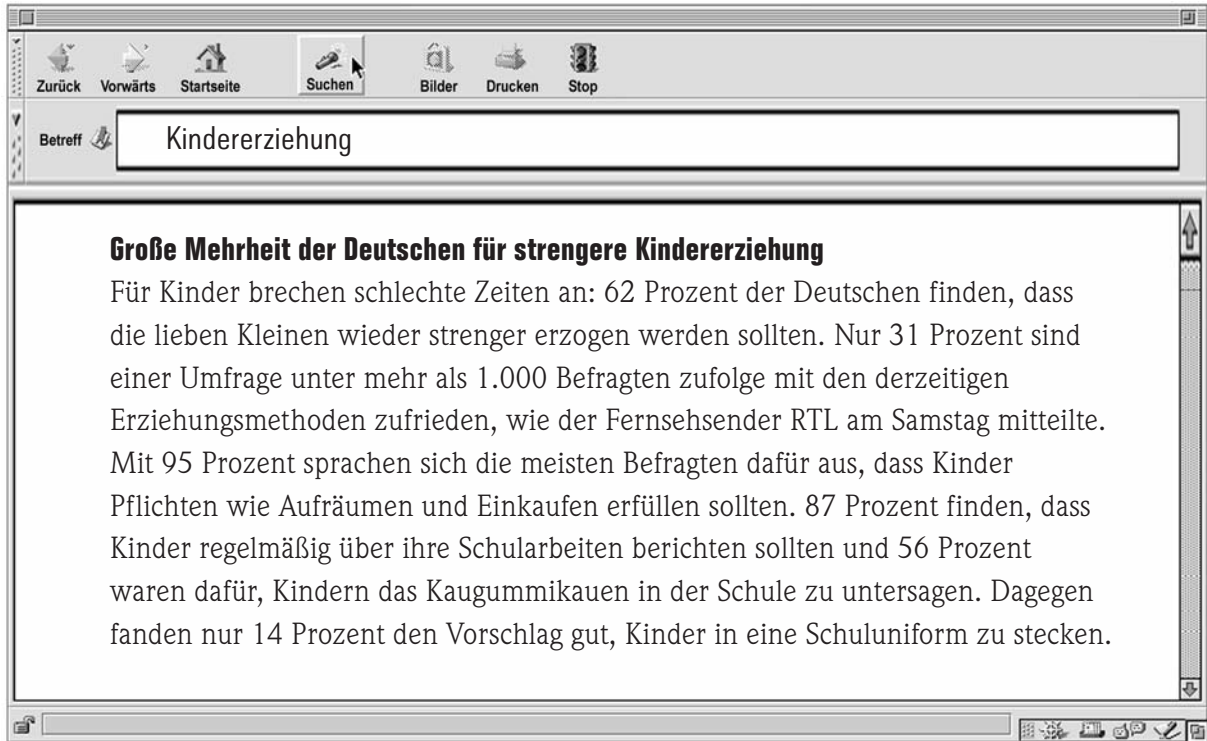 Zurück Vorwärts Startseite Suchen Bilder Drucken Stop
Betreff Kindererziehung
Große Mehrheit der Deutschen für strengere Kindererziehung
Für Kinder brechen schlechte Zeiten an: 62 Prozent der Deutschen finden, dass
die lieben Kleinen wieder strenger erzogen werden sollten. Nur 31 Prozent sind
einer Umfrage unter mehr als 1.000 Befragten zufolge mit den derzeitigen
Erziehungsmethoden zufrieden, wie der Fernsehsender RTL am Samstag mitteilte.
Mit 95 Prozent sprachen sich die meisten Befragten dafür aus, dass Kinder
Pflichten wie Aufräumen und Einkaufen erfüllen sollten. 87 Prozent finden, dass
Kinder regelmäßig über ihre Schularbeiten berichten sollten und 56 Prozent
waren dafür, Kindern das Kaugummikauen in der Schule zu untersagen. Dagegen
fanden nur 14 Prozent den Vorschlag gut, Kinder in eine Schuluniform zu stecken.